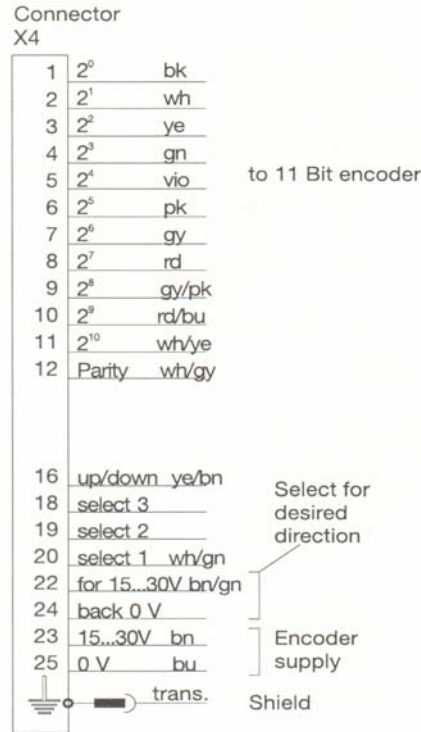 Connector
X4
1 2⁰ bk
2 2¹ wh
3 2² ye
4 2³ gn
5 2⁴ vio
to 11 Bit encoder
6 2⁵ pk
7 2⁶ gy
8 2⁷ rd
9 2⁸ gy/pk
10 2⁹ rd/bu
11 2¹⁰ wh/ye
12 Parity wh/gy
16 up/down ye/bn
18 select 3
19 select 2
20 select 1 wh/gn
Select for
desired
direction
22 for 15...30V bn/gn
24 back 0 V
23 15...30V bn
25 0 V bu
Encoder
supply
trans.
Shield